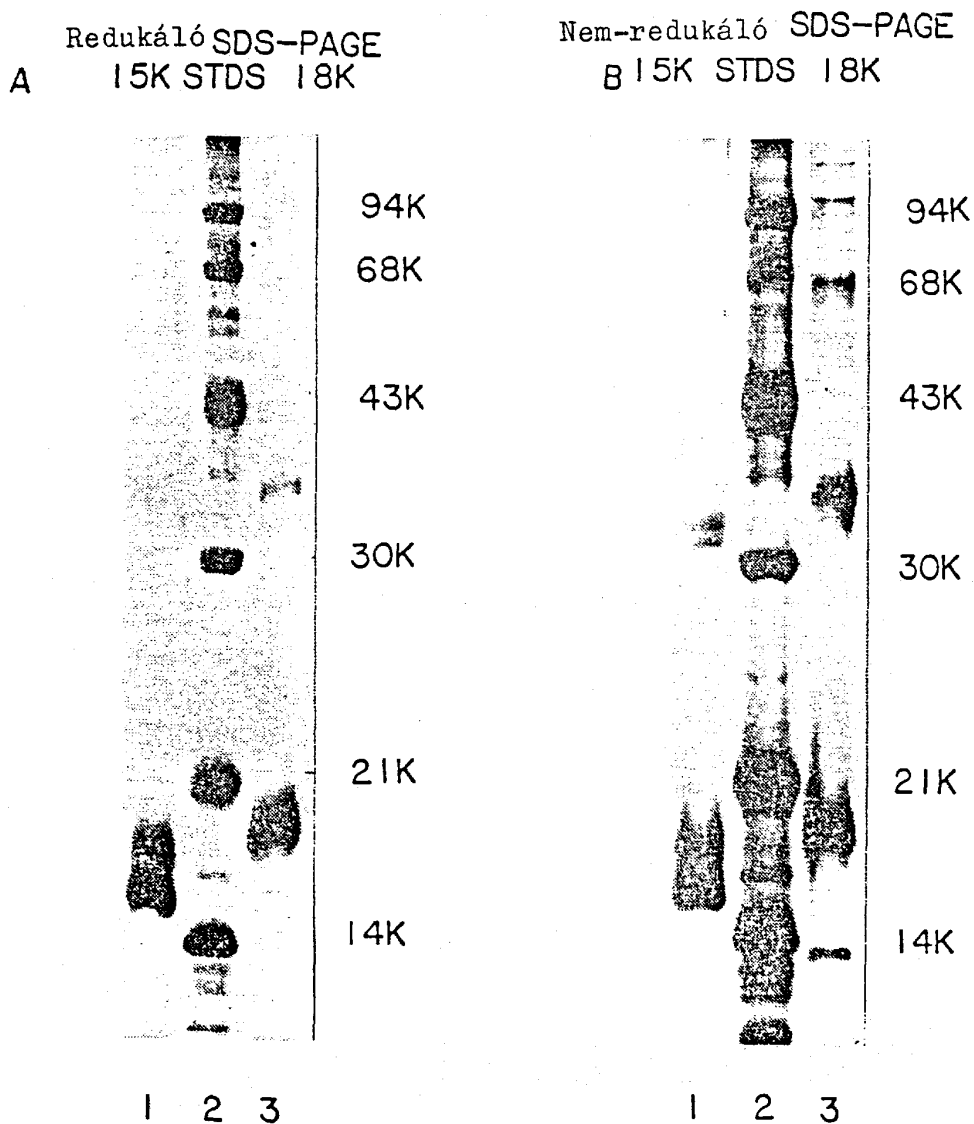 Redukáló SDS-PAGE
A 15K STDS 18K
94K
68K
43K
30K
21K
14K
1 2 3
Nem-redukáló SDS-PAGE
B 15K STDS 18K
94K
68K
43K
30K
21K
14K
1 2 3